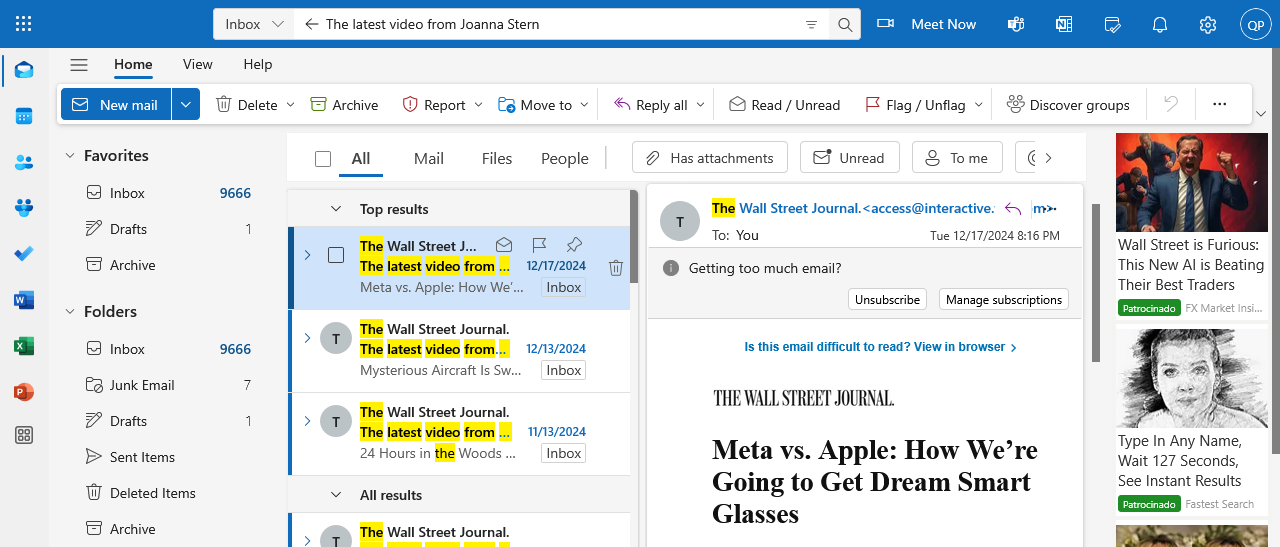 Inbox
The latest video from Joanna Stern
Meet Now
QP
Home
View
Help
New mail
Delete
Archive
Report
Move to
Reply all
Read / Unread
Flag / Unflag
Discover groups
Favorites
Inbox 9666
Drafts 1
Archive
Folders
Inbox 9666
Junk Email 7
Drafts 1
Sent Items
Deleted Items
Archive
All
Mail
Files
People
Has attachments
Unread
To me
Top results
The Wall Street J...
The latest video from ... 12/17/2024
Meta vs. Apple: How We'... Inbox
T
The Wall Street Journal.
The latest video from... 12/13/2024
Mysterious Aircraft Is Sw... Inbox
T
The Wall Street Journal.
The latest video from ... 11/13/2024
24 Hours in the Woods ... Inbox
All results
T
The Wall Street Journal.
T
The Wall Street Journal.<access@interactive.
To: You
Tue 12/17/2024 8:16 PM
Getting too much email?
Unsubscribe
Manage subscriptions
Is this email difficult to read? View in browser ›
THE WALL STREET JOURNAL.
Meta vs. Apple: How We're
Going to Get Dream Smart
Glasses
Wall Street is Furious:
This New AI is Beating
Their Best Traders
Patrocinado FX Market Insi...
Type In Any Name,
Wait 127 Seconds,
See Instant Results
Patrocinado Fastest Search